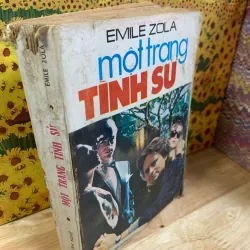 EMILE ZOLA
một trang
TÌNH SỬ
EMILE ZOLA
MỘT TRANG TÌNH SỬ